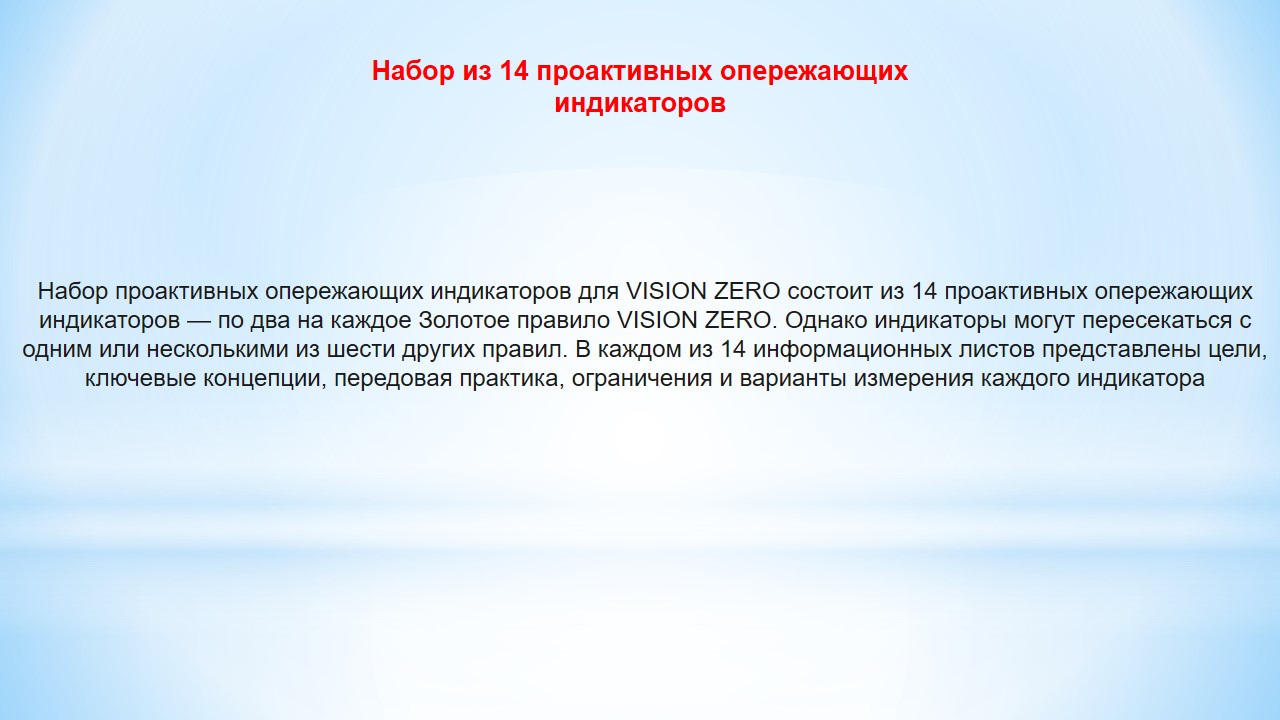 Набор из 14 проактивных опережающих
индикаторов
Набор проактивных опережающих индикаторов для VISION ZERO состоит из 14 проактивных опережающих
индикаторов — по два на каждое Золотое правило VISION ZERO. Однако индикаторы могут пересекаться с
одним или несколькими из шести других правил. В каждом из 14 информационных листов представлены цели,
ключевые концепции, передовая практика, ограничения и варианты измерения каждого индикатора